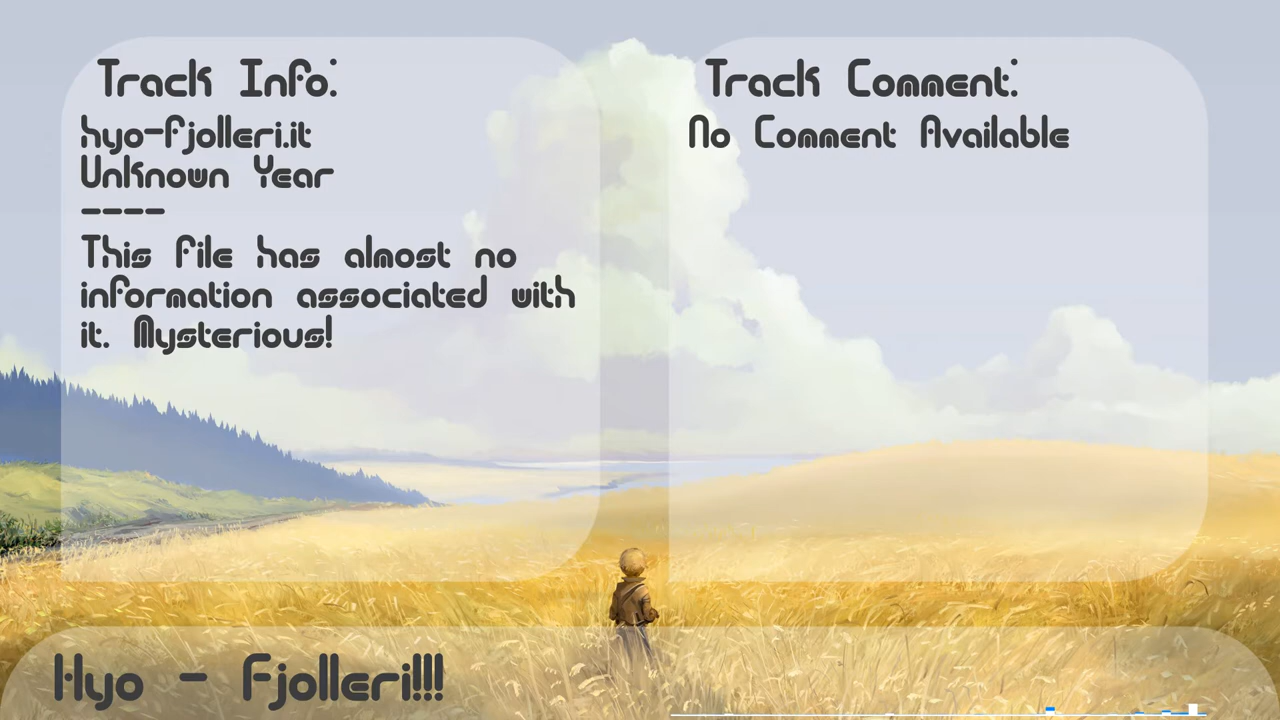 Track Info:
hyo-fjolleri.it
Unknown Year
----
This file has almost no
information associated with
it. Mysterious!
Track Comment:
No Comment Available
Hyo - Fjolleri!!!